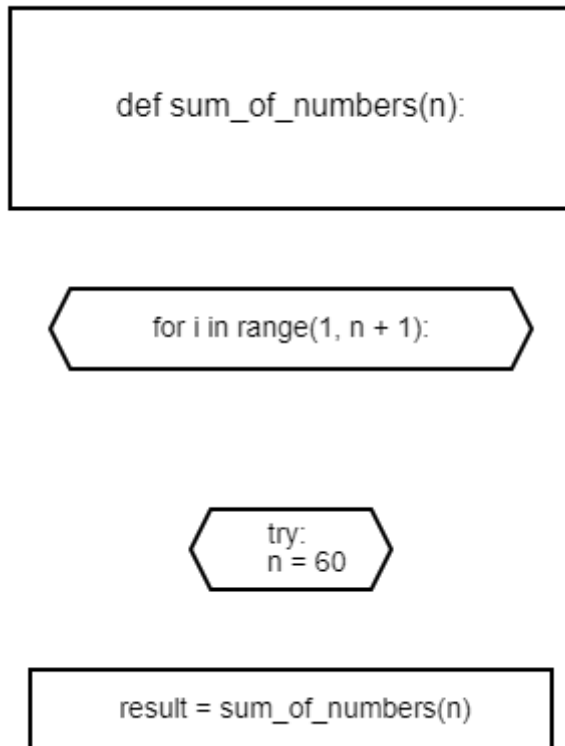 def sum_of_numbers(n):
for i in range(1, n + 1):
try:
n = 60
result = sum_of_numbers(n)